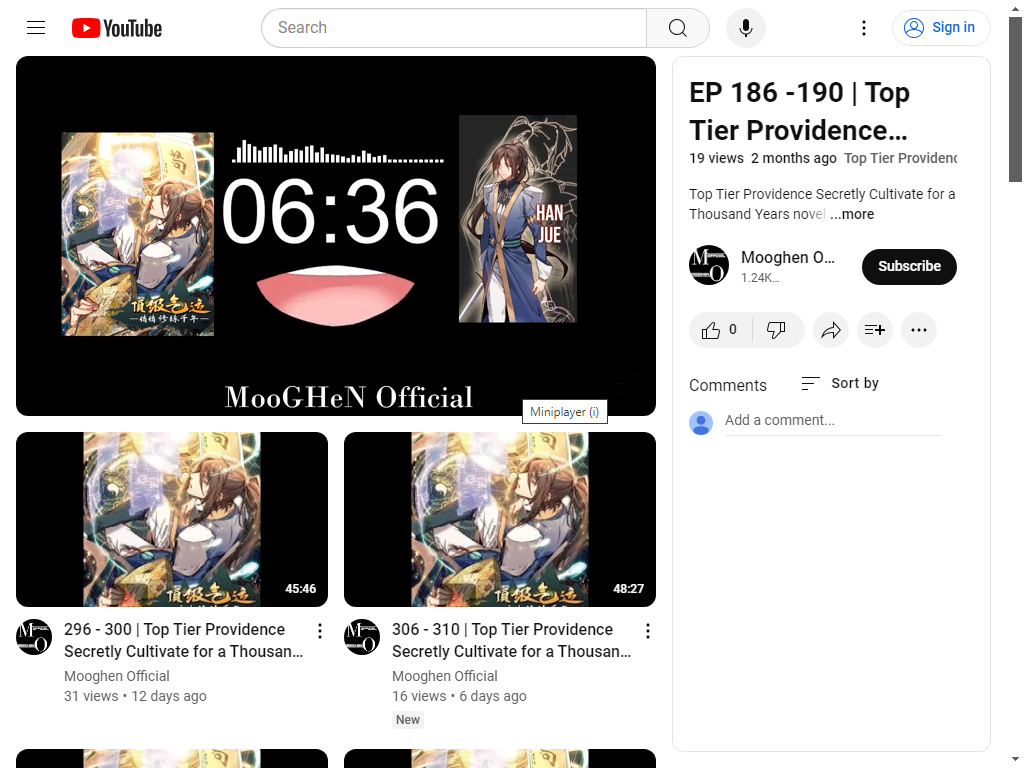 YouTube
Search
Sign in
06:36
HAN
JUE
頂級气运
悄悄修练千年
MooGHeN Official
Miniplayer (i)
EP 186 -190 | Top
Tier Providence…
19 views 2 months ago Top Tier Providenc
Top Tier Providence Secretly Cultivate for a
Thousand Years novel ...more
Mooghen O…
1.24K…
Subscribe
0
Comments
Sort by
Add a comment...
45:46
296 - 300 | Top Tier Providence
Secretly Cultivate for a Thousan…
Mooghen Official
31 views • 12 days ago
48:27
306 - 310 | Top Tier Providence
Secretly Cultivate for a Thousan…
Mooghen Official
16 views • 6 days ago
New